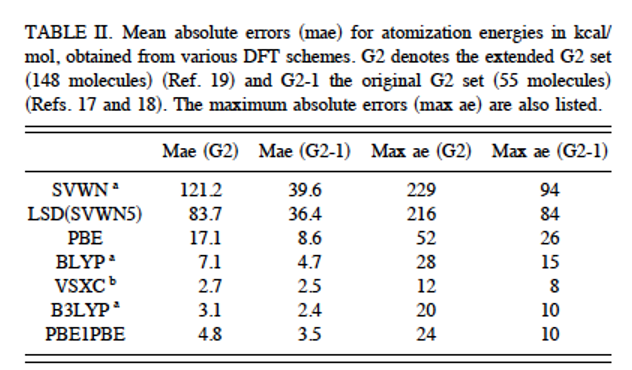 TABLE II. Mean absolute errors (mae) for atomization energies in kcal/
mol, obtained from various DFT schemes. G2 denotes the extended G2 set
(148 molecules) (Ref. 19) and G2-1 the original G2 set (55 molecules)
(Refs. 17 and 18). The maximum absolute errors (max ae) are also listed.
Mae (G2) Mae (G2-1) Max ae (G2) Max ae (G2-1)
SVWN a 121.2 39.6 229 94
LSD(SVWN5) 83.7 36.4 216 84
PBE 17.1 8.6 52 26
BLYP a 7.1 4.7 28 15
VSXC b 2.7 2.5 12 8
B3LYP a 3.1 2.4 20 10
PBE1PBE 4.8 3.5 24 10